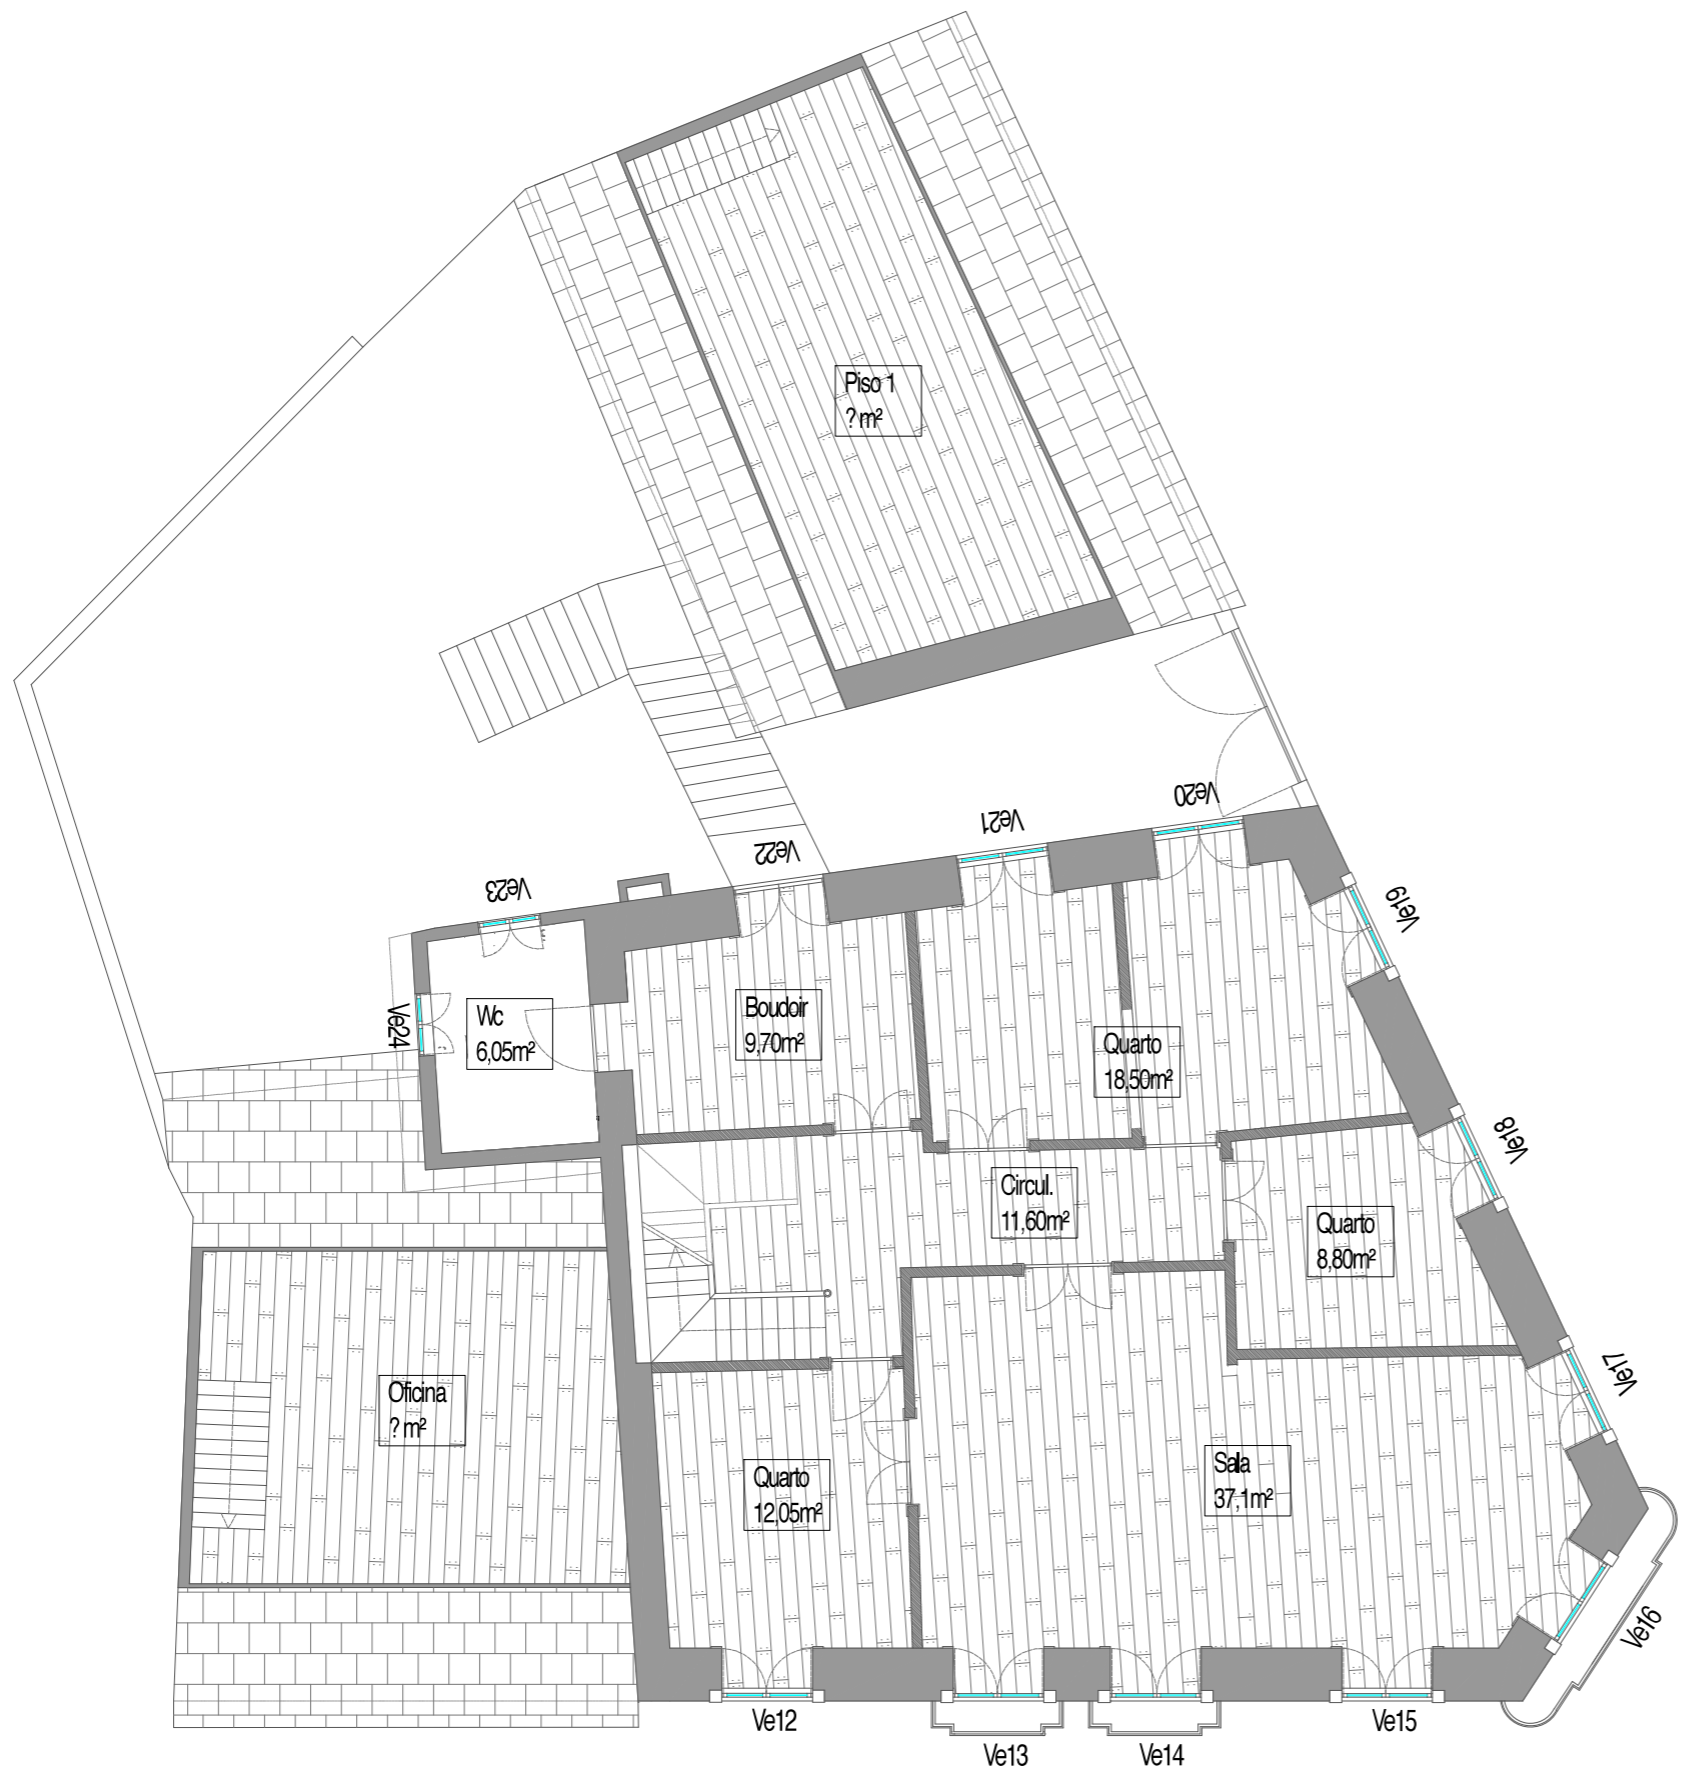 Piso 1
? m²
Ve20
Ve21
Ve22
Ve23
Ve19
Wc
6,05m²
Boudoir
9,70m²
Ve24
Quarto
18,50m²
Ve18
Circul.
11,60m²
Quarto
8,80m²
Ve17
Oficina
? m²
Quarto
12,05m²
Sala
37,1m²
Ve16
Ve12
Ve13
Ve14
Ve15